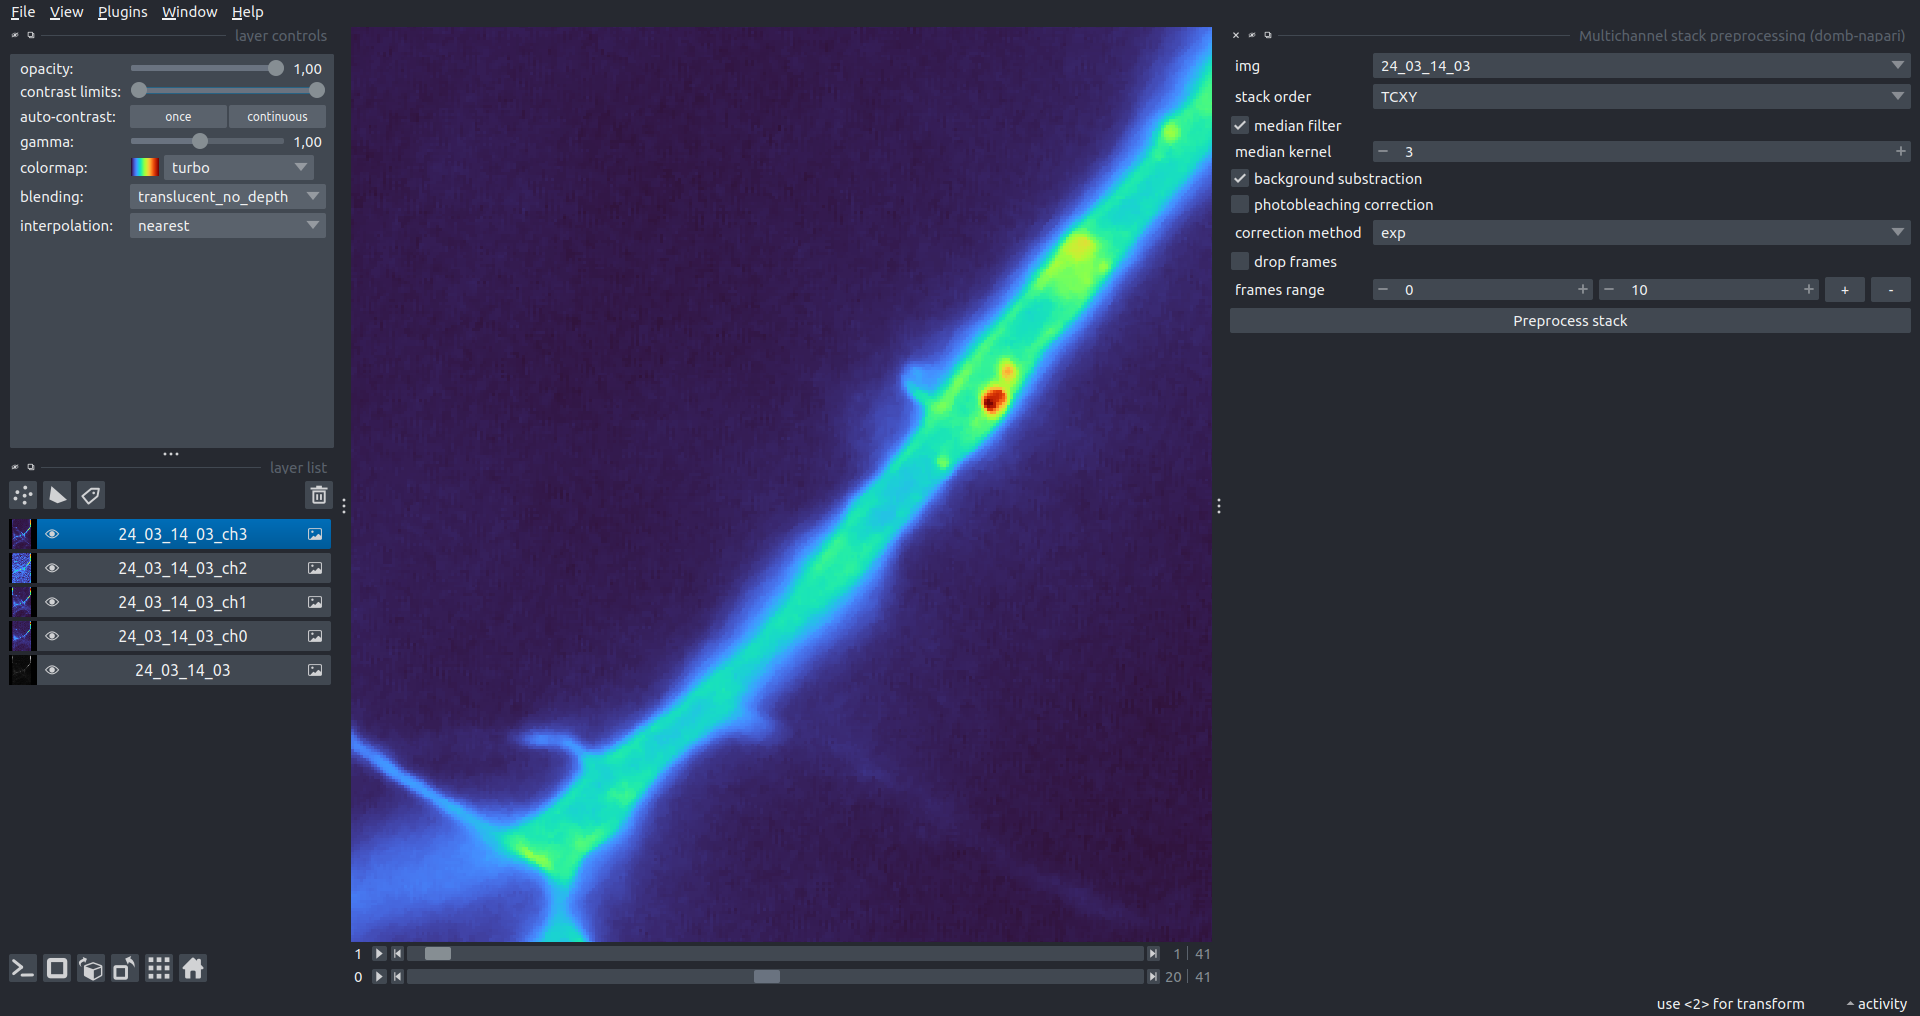 File View Plugins Window Help
layer controls
opacity: 1,00
contrast limits:
auto-contrast: once continuous
gamma: 1,00
colormap: turbo
blending: translucent_no_depth
interpolation: nearest
layer list
24_03_14_03_ch3
24_03_14_03_ch2
24_03_14_03_ch1
24_03_14_03_ch0
24_03_14_03
1 1 | 41
0 20 | 41
Multichannel stack preprocessing (domb-napari)
img 24_03_14_03
stack order TCXY
median filter
median kernel − 3 +
background substraction
photobleaching correction
correction method exp
drop frames
frames range − 0 + − 10 + + -
Preprocess stack
use <2> for transform activity